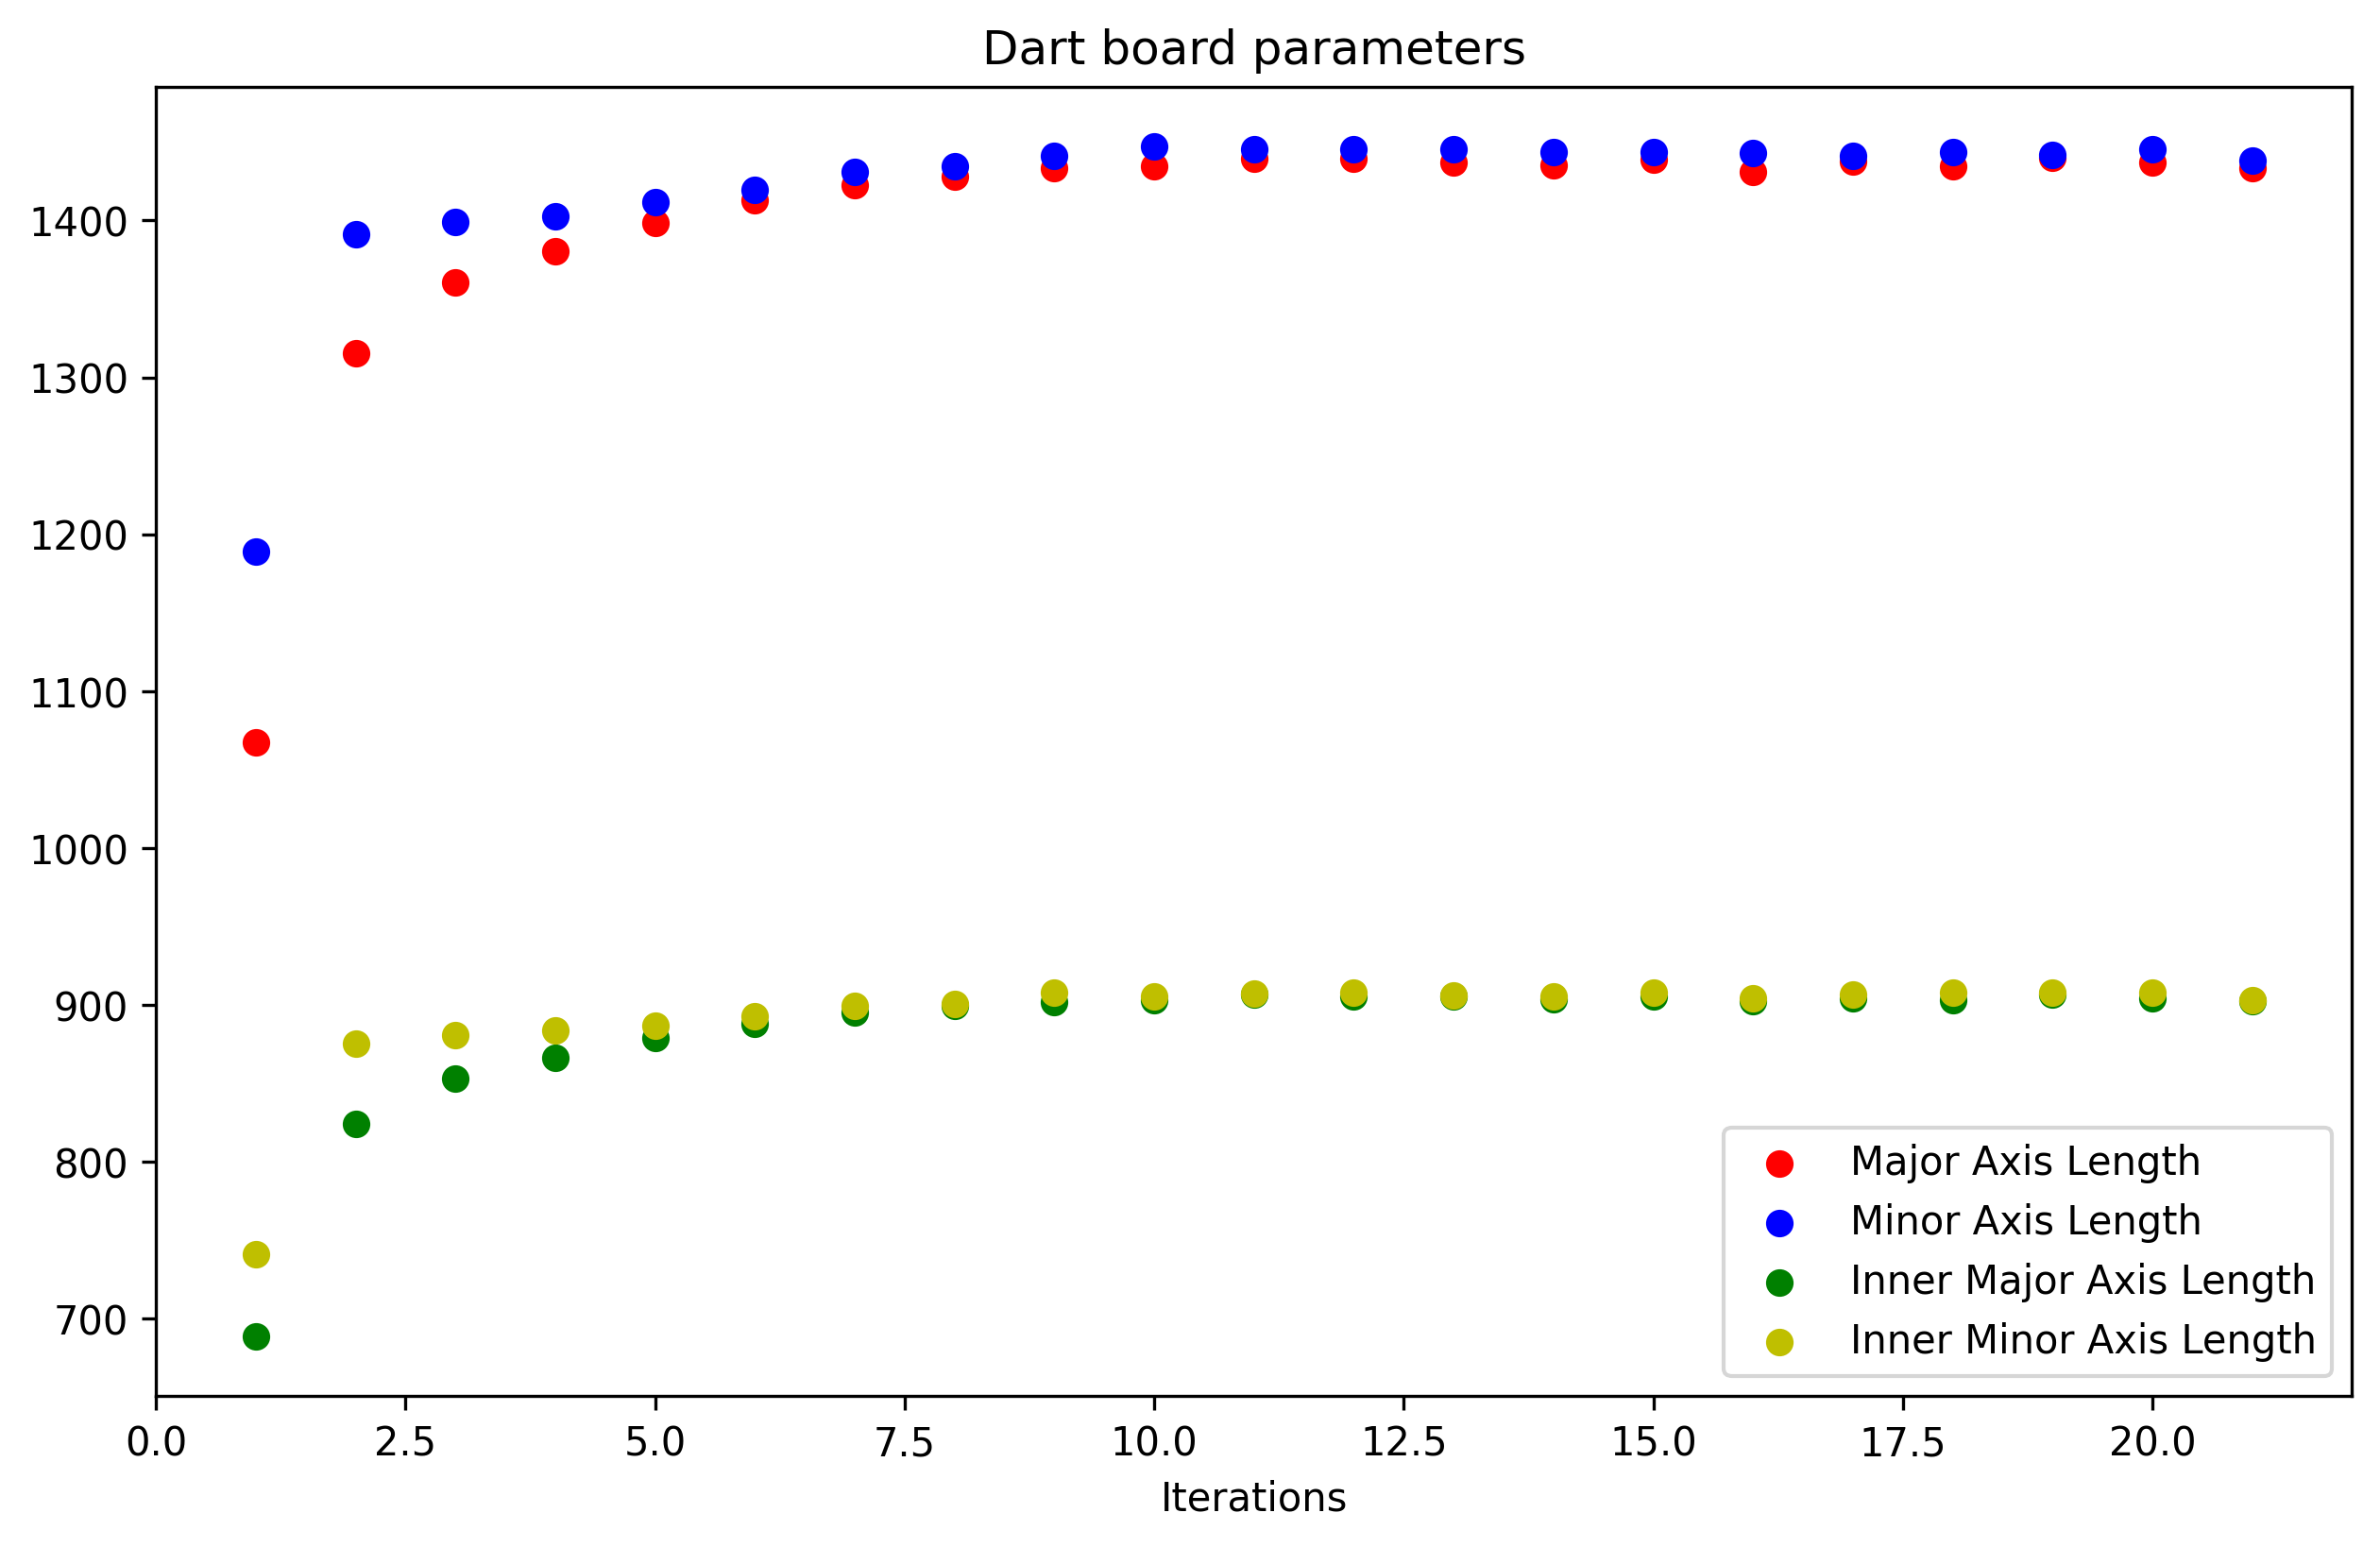 Dart board parameters
1400
1300
1200
1100
1000
900
800
700
Major Axis Length
Minor Axis Length
Inner Major Axis Length
Inner Minor Axis Length
0.0 2.5 5.0 7.5 10.0 12.5 15.0 17.5 20.0
Iterations